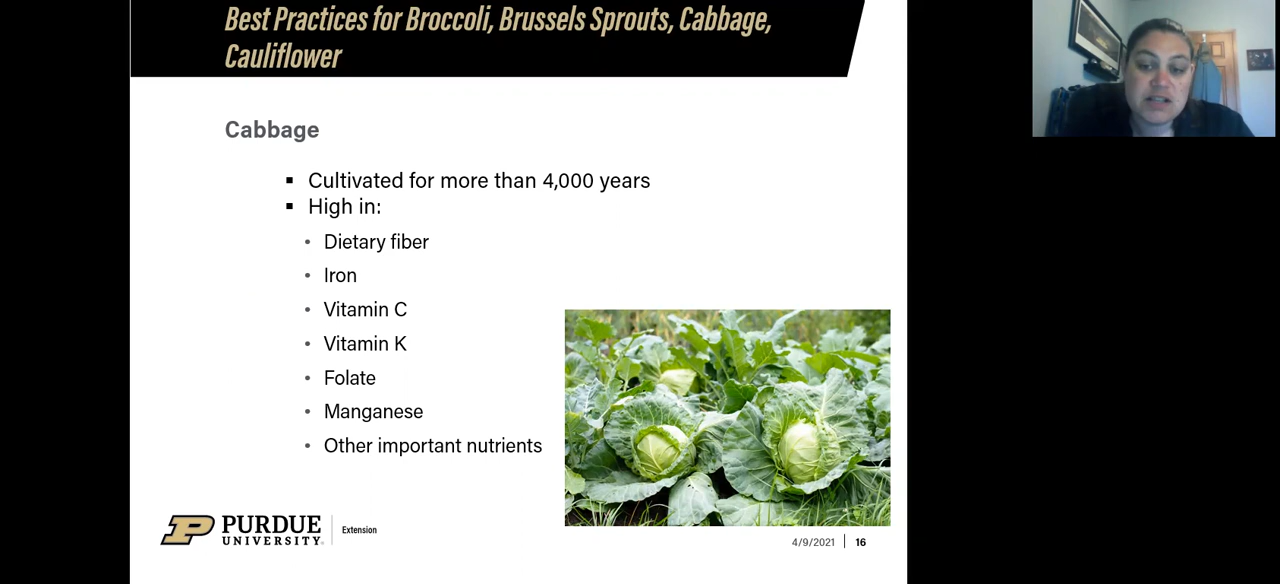 Best Practices for Broccoli, Brussels Sprouts, Cabbage,
Cauliflower
Cabbage
Cultivated for more than 4,000 years
High in:
Dietary fiber
Iron
Vitamin C
Vitamin K
Folate
Manganese
Other important nutrients
PURDUE
UNIVERSITY
Extension
4/9/2021 16